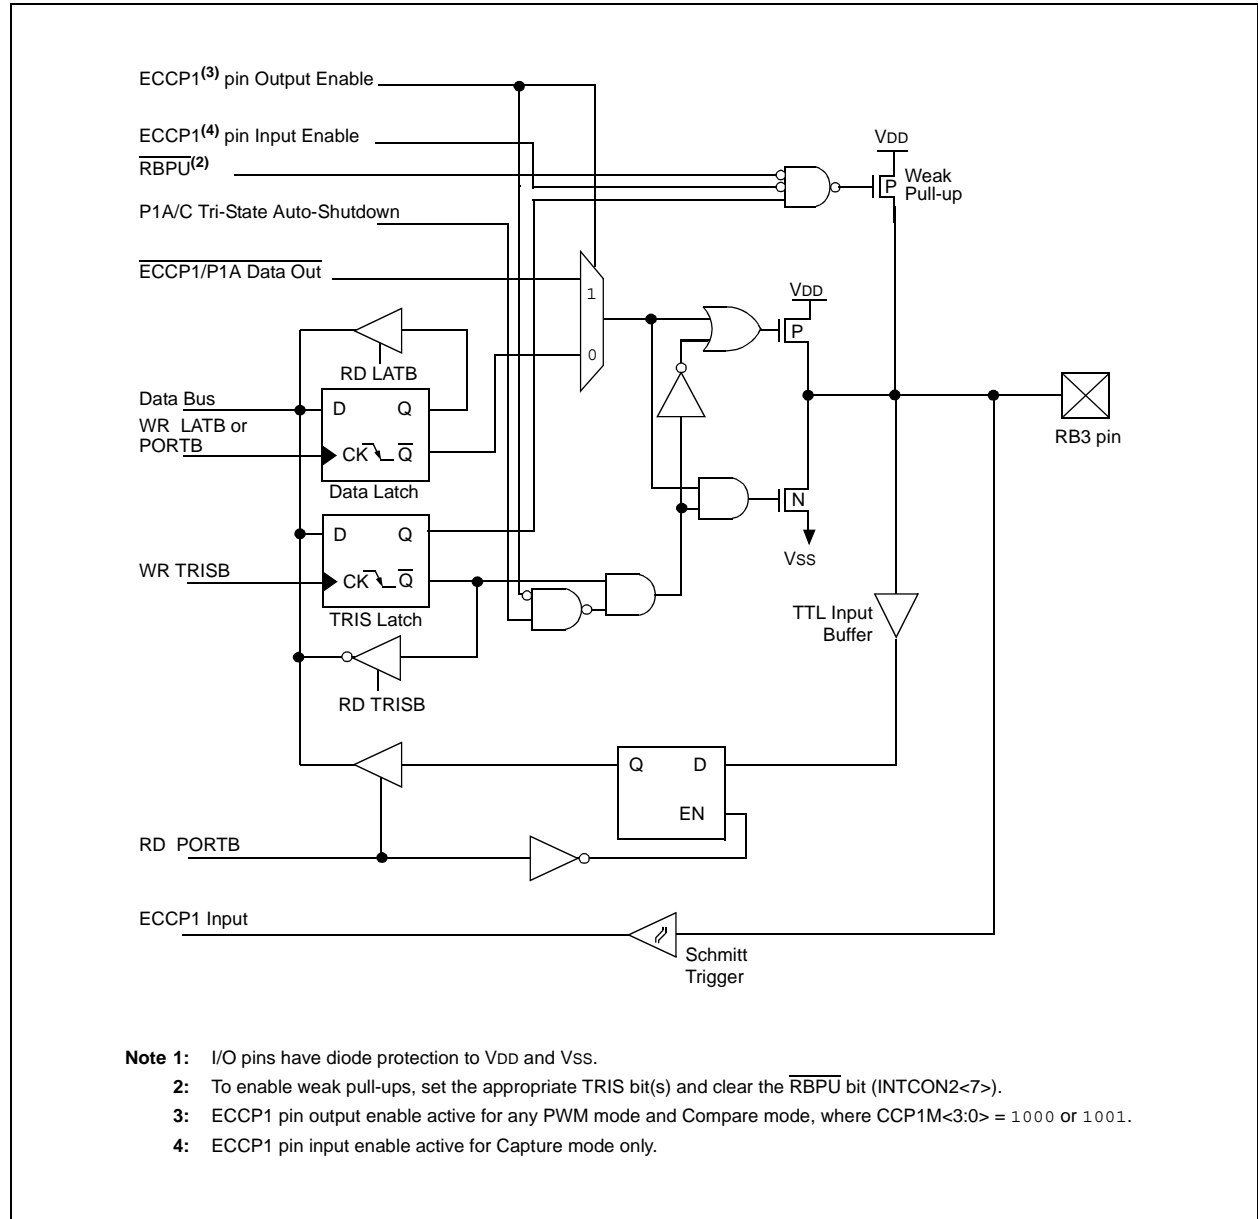 ECCP1(3) pin Output Enable
ECCP1(4) pin Input Enable
RBPU(2)
P1A/C Tri-State Auto-Shutdown
ECCP1/P1A Data Out
VDD
P
Weak
Pull-up
1
0
VDD
P
RD LATB
Data Bus
WR LATB or
PORTB
D Q
CK Q
Data Latch
RB3 pin
N
VSS
D Q
CK Q
TRIS Latch
WR TRISB
TTL Input
Buffer
RD TRISB
Q D
EN
RD PORTB
ECCP1 Input
Schmitt
Trigger
Note 1: I/O pins have diode protection to VDD and VSS.
2: To enable weak pull-ups, set the appropriate TRIS bit(s) and clear the RBPU bit (INTCON2<7>).
3: ECCP1 pin output enable active for any PWM mode and Compare mode, where CCP1M<3:0> = 1000 or 1001.
4: ECCP1 pin input enable active for Capture mode only.